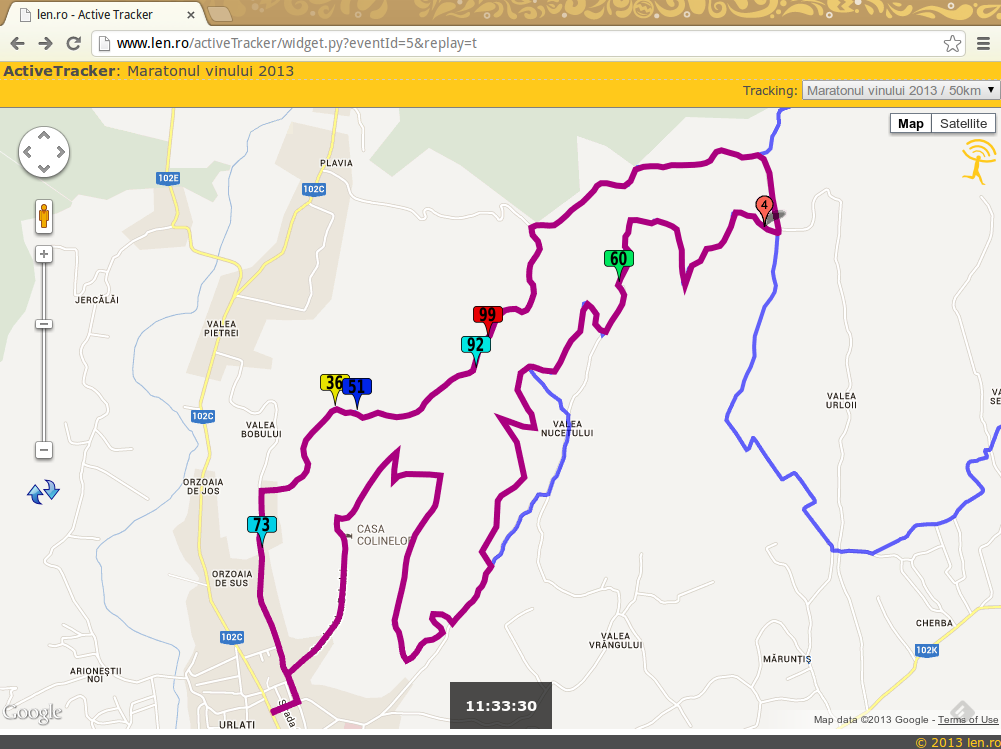 len.ro - Active Tracker
www.len.ro/activeTracker/widget.py?eventId=5&replay=t
ActiveTracker: Maratonul vinului 2013
Tracking: Maratonul vinului 2013 / 50km
Map Satellite
PLAVIA
102E
102C
4
60
JERCĂLĂI
99
VALEA
PIETREI
92
36
51
VALEA
URLOII
VA
SE
102C
VALEA
BOBULUI
VALEA
NUCETULUI
ORZOAIA
DE JOS
73
CASA
COLINELOR
ORZOAIA
DE SUS
CHERBA
102C
VALEA
VRÂNGULUI
102K
MĂRUNȚIȘ
ARIONEȘTII
NOI
Strada
11:33:30
Google
URLATI
Map data ©2013 Google - Terms of Use
© 2013 len.ro